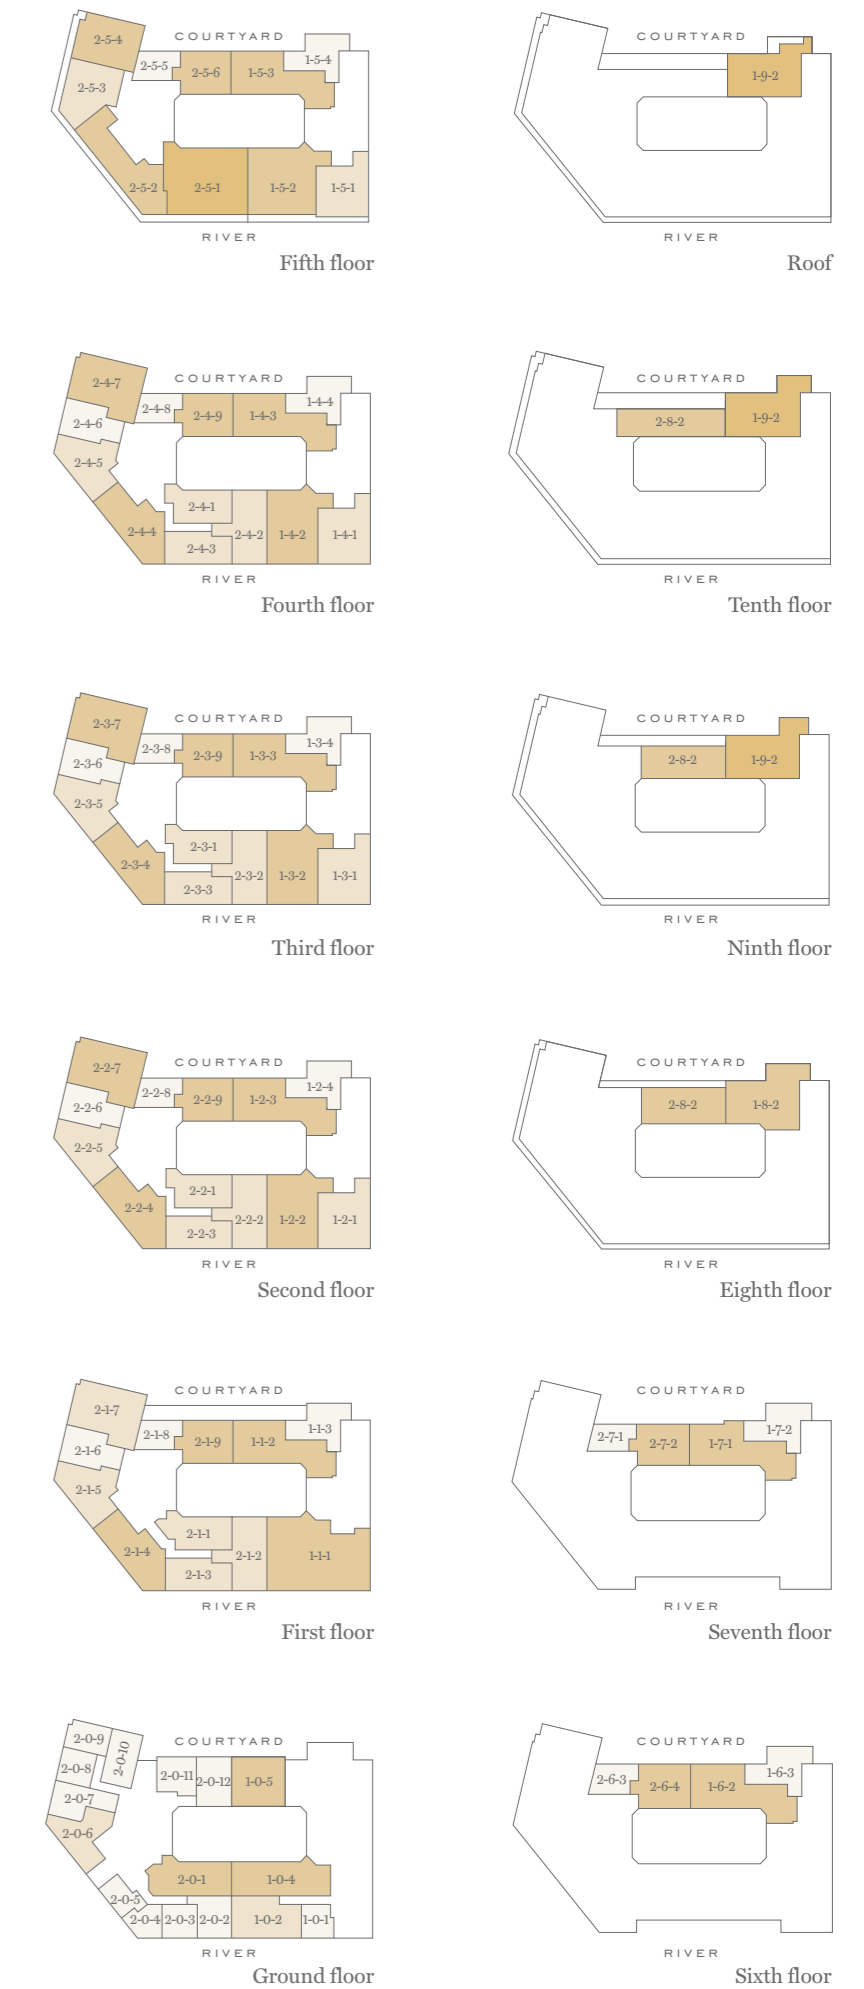 COURTYARD
2-5-4
2-5-5
2-5-6
1-5-3
1-5-4
2-5-3
2-5-2
2-5-1
1-5-2
1-5-1
RIVER
Fifth floor
COURTYARD
1-9-2
RIVER
Roof
COURTYARD
2-4-7
2-4-8
2-4-9
1-4-3
1-4-4
2-4-6
2-4-5
2-4-1
2-4-4
2-4-3
2-4-2
1-4-2
1-4-1
RIVER
Fourth floor
COURTYARD
2-8-2
1-9-2
RIVER
Tenth floor
COURTYARD
2-3-7
2-3-8
2-3-9
1-3-3
1-3-4
2-3-6
2-3-5
2-3-1
2-3-4
2-3-3
2-3-2
1-3-2
1-3-1
RIVER
Third floor
COURTYARD
2-8-2
1-9-2
RIVER
Ninth floor
COURTYARD
2-2-7
2-2-8
2-2-9
1-2-3
1-2-4
2-2-6
2-2-5
2-2-1
2-2-4
2-2-3
2-2-2
1-2-2
1-2-1
RIVER
Second floor
COURTYARD
2-8-2
1-8-2
RIVER
Eighth floor
COURTYARD
2-1-7
2-1-8
2-1-9
1-1-2
1-1-3
2-1-6
2-1-5
2-1-1
2-1-4
2-1-3
2-1-2
1-1-1
RIVER
First floor
COURTYARD
2-7-1
2-7-2
1-7-1
1-7-2
RIVER
Seventh floor
COURTYARD
2-0-9
2-0-10
2-0-8
2-0-11
2-0-12
1-0-5
2-0-7
2-0-6
2-0-1
1-0-4
2-0-5
2-0-4
2-0-3
2-0-2
1-0-2
1-0-1
RIVER
Ground floor
COURTYARD
2-6-3
2-6-4
1-6-2
1-6-3
RIVER
Sixth floor